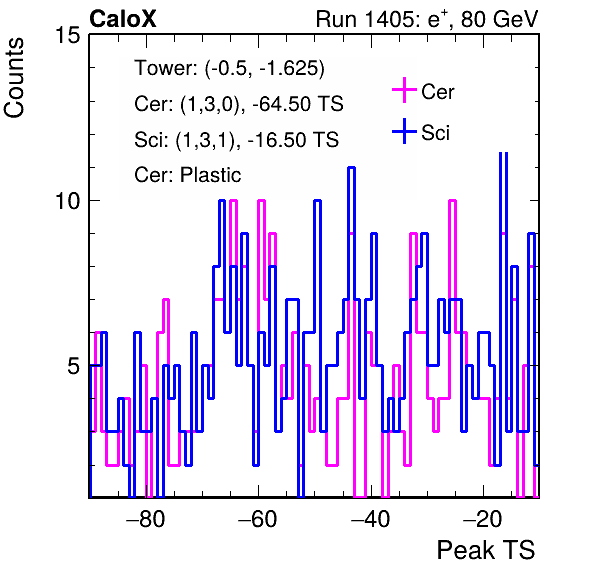 CaloX Run 1405: e⁺, 80 GeV
Counts
15
Tower: (-0.5, -1.625)
Cer: (1,3,0), -64.50 TS
Sci: (1,3,1), -16.50 TS
Cer: Plastic
Cer
Sci
10
5
−80 −60 −40 −20
Peak TS